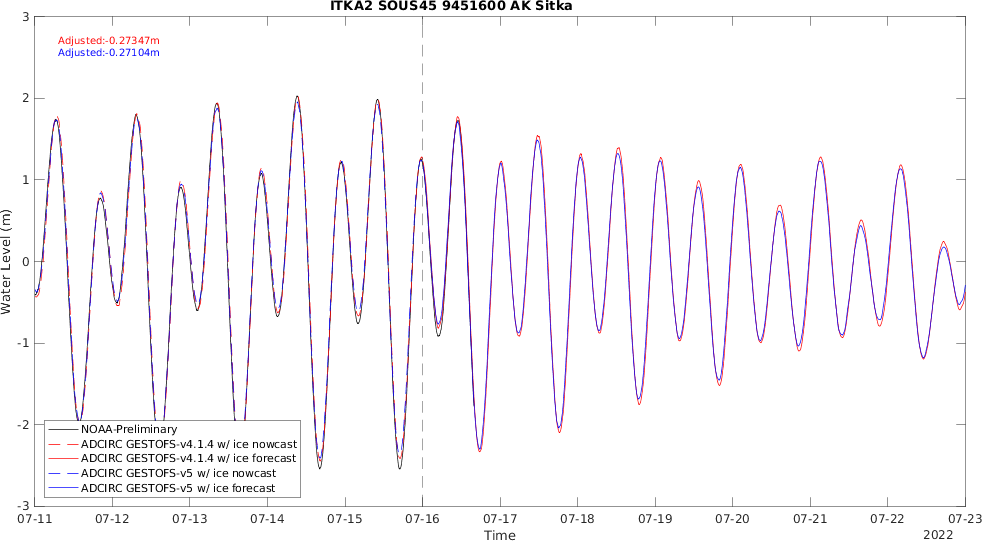 ITKA2 SOUS45 9451600 AK Sitka
3
Adjusted:-0.27347m
Adjusted:-0.27104m
2
1
0
-1
-2
-3
Water Level (m)
NOAA-Preliminary
ADCIRC GESTOFS-v4.1.4 w/ ice nowcast
ADCIRC GESTOFS-v4.1.4 w/ ice forecast
ADCIRC GESTOFS-v5 w/ ice nowcast
ADCIRC GESTOFS-v5 w/ ice forecast
07-11 07-12 07-13 07-14 07-15 07-16 07-17 07-18 07-19 07-20 07-21 07-22 07-23
Time
2022